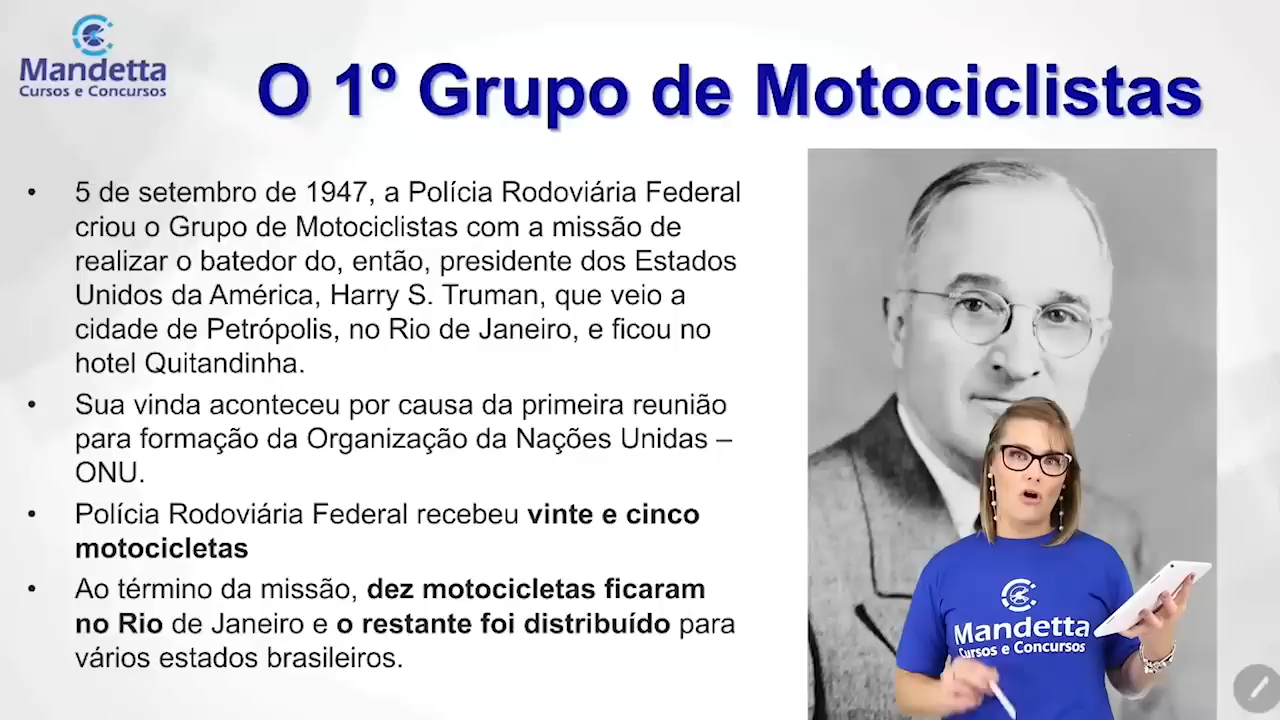 Mandetta
Cursos e Concursos
O 1º Grupo de Motociclistas
• 5 de setembro de 1947, a Polícia Rodoviária Federal
criou o Grupo de Motociclistas com a missão de
realizar o batedor do, então, presidente dos Estados
Unidos da América, Harry S. Truman, que veio a
cidade de Petrópolis, no Rio de Janeiro, e ficou no
hotel Quitandinha.
• Sua vinda aconteceu por causa da primeira reunião
para formação da Organização da Nações Unidas –
ONU.
• Polícia Rodoviária Federal recebeu vinte e cinco
motocicletas
• Ao término da missão, dez motocicletas ficaram
no Rio de Janeiro e o restante foi distribuído para
vários estados brasileiros.
Mandetta
Cursos e Concursos